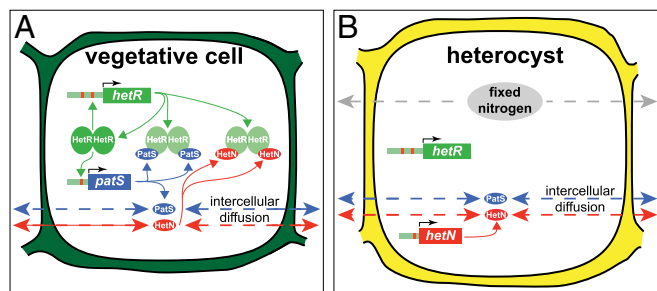 A
vegetative cell
hetR
HetR HetR
HetR HetR
HetR HetR
PatS PatS
HetN HetN
patS
PatS
HetN
intercellular
diffusion
B
heterocyst
fixed
nitrogen
hetR
PatS
HetN
intercellular
diffusion
hetN